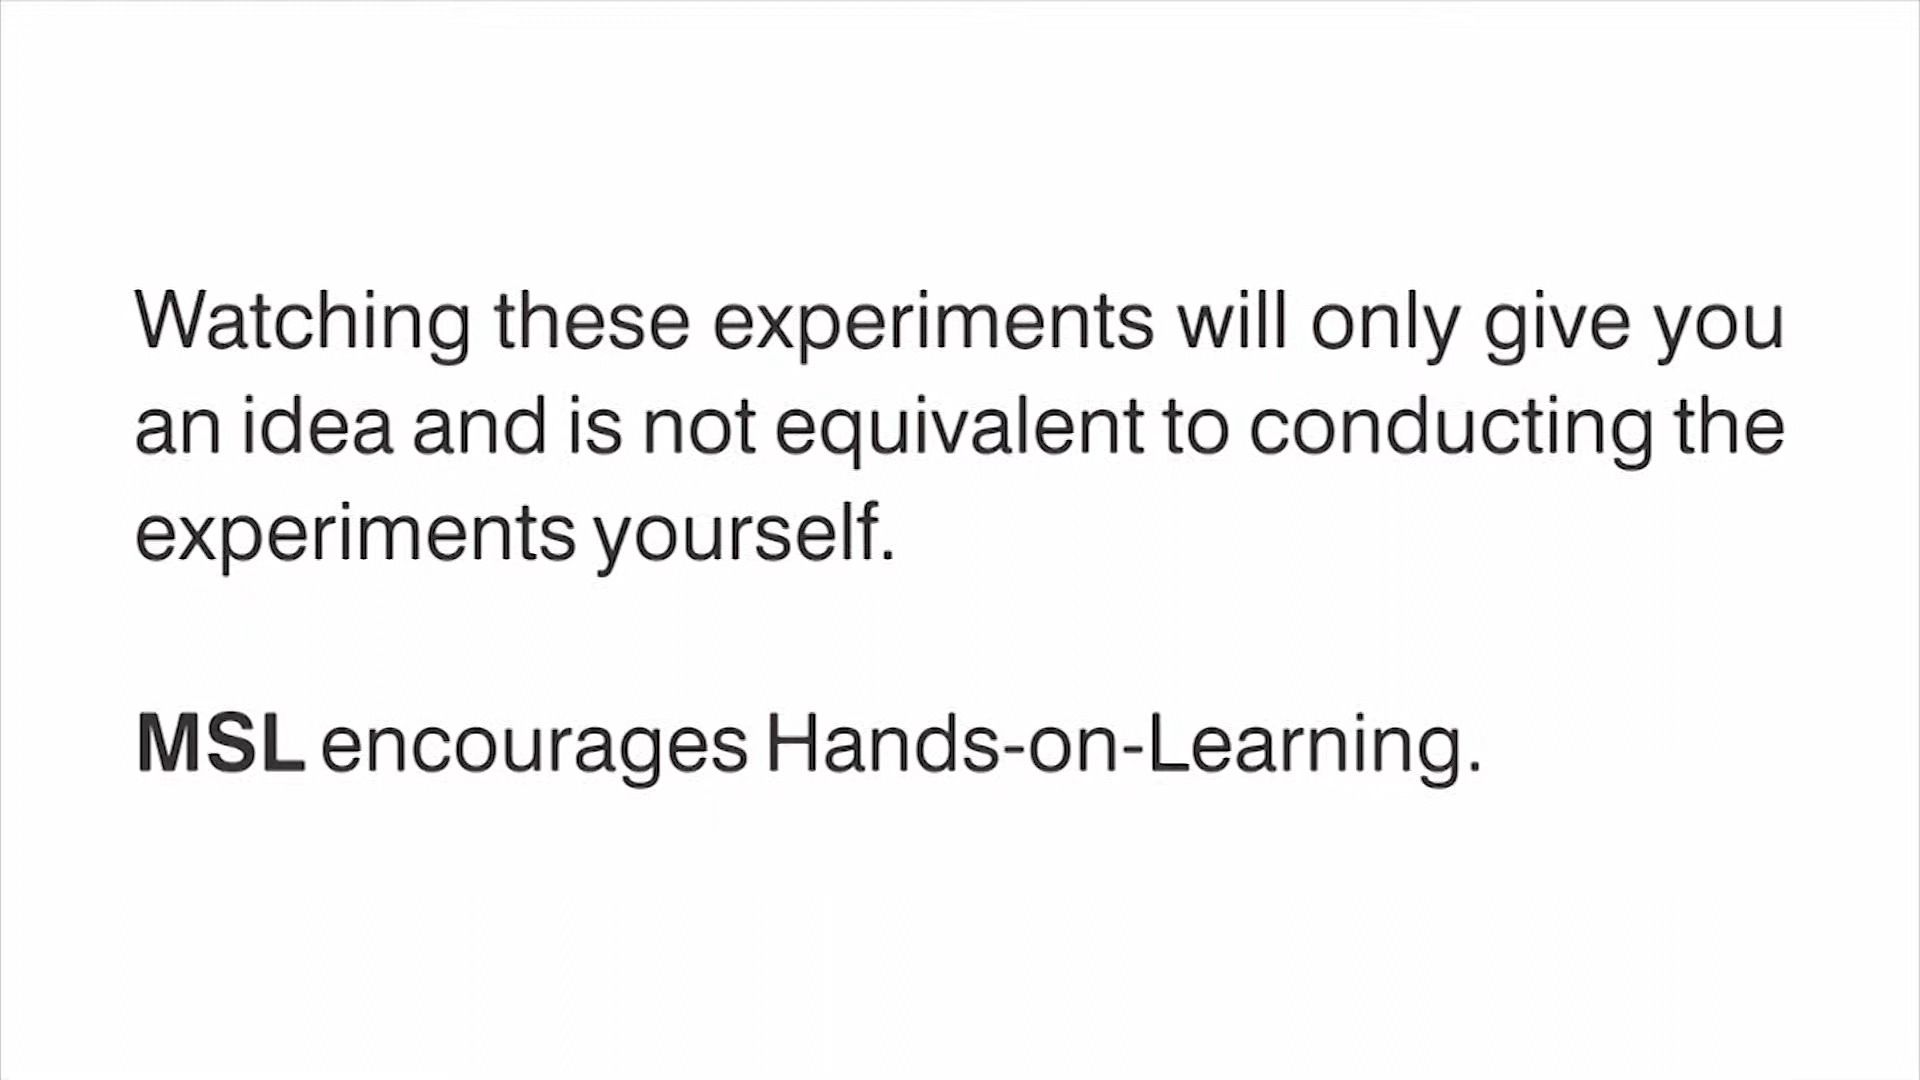 Watching these experiments will only give you
an idea and is not equivalent to conducting the
experiments yourself.
MSL encourages Hands-on-Learning.